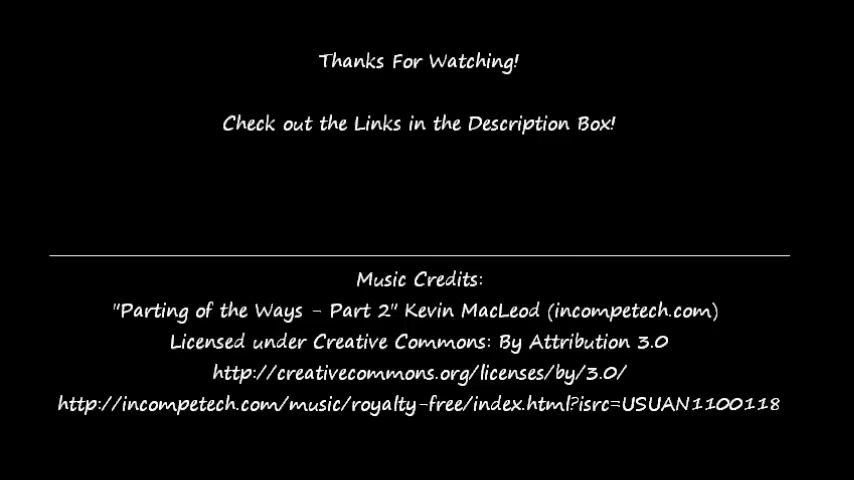 Thanks For Watching!
Check out the Links in the Description Box!
Music Credits:
"Parting of the Ways - Part 2" Kevin MacLeod (incompetech.com)
Licensed under Creative Commons: By Attribution 3.0
http://creativecommons.org/licenses/by/3.0/
http://incompetech.com/music/royalty-free/index.html?isrc=USUAN1100118